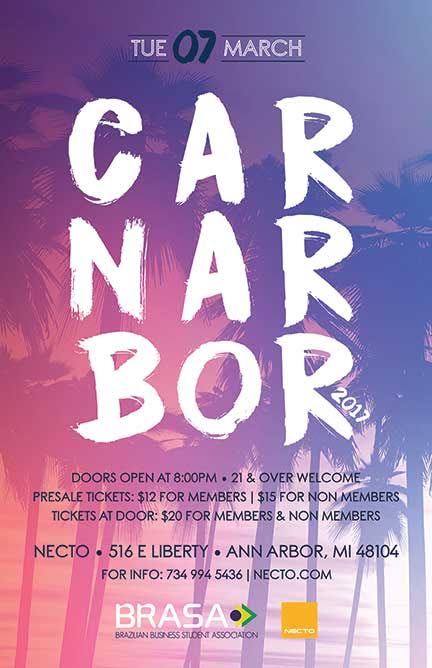 TUE 07 MARCH
CAR
NAR
BOR
2017
DOORS OPEN AT 8:00PM • 21 & OVER WELCOME
PRESALE TICKETS: $12 FOR MEMBERS | $15 FOR NON MEMBERS
TICKETS AT DOOR: $20 FOR MEMBERS & NON MEMBERS
NECTO • 516 E LIBERTY • ANN ARBOR, MI 48104
FOR INFO: 734 994 5436 | NECTO.COM
BRASA
BRAZILIAN BUSINESS STUDENT ASSOCIATION
NECTO